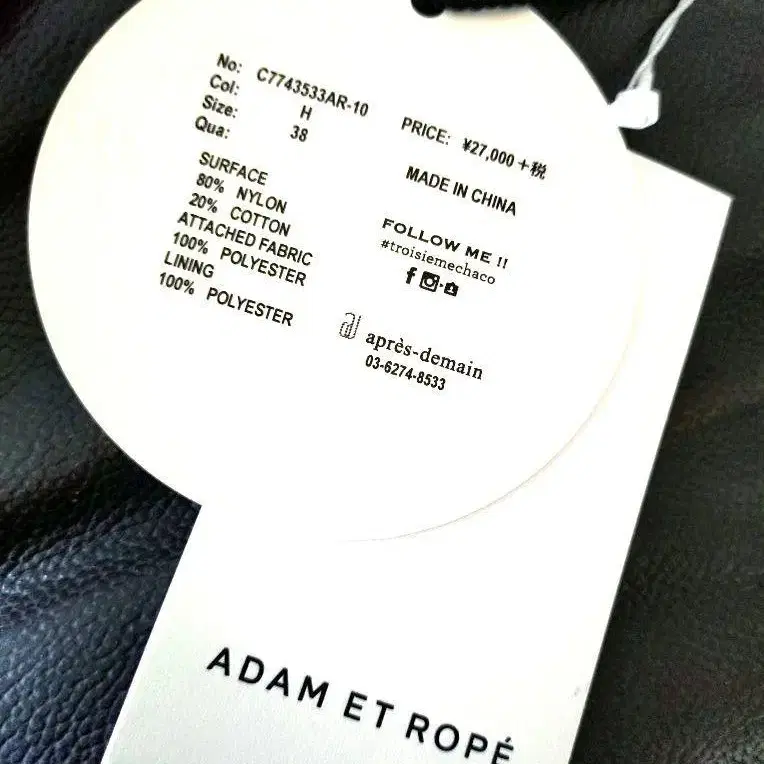 No: C7743533AR-10
Col: H
Size: 38
Qua:
SURFACE
80% NYLON
20% COTTON
ATTACHED FABRIC
100% POLYESTER
LINING
100% POLYESTER
PRICE: ¥27,000+税
MADE IN CHINA
FOLLOW ME !!
#troisiemechaco
après-demain
03-6274-8533
ADAM ET ROPÉ